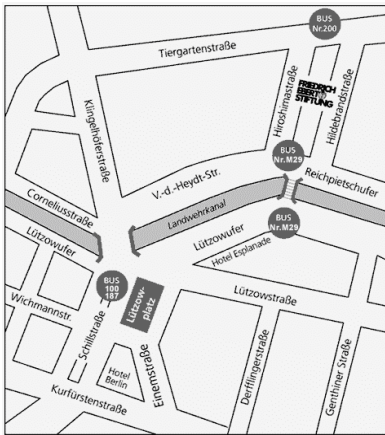 BUS
Nr.200
Tiergartenstraße
Klingelhöferstraße
Hiroshimastraße
FRIEDRICH
EBERT
STIFTUNG
Hildebrandstraße
BUS
Nr.M29
V.-d.-Heydt-Str.
Reichpietschufer
Corneliusstraße
Landwehrkanal
BUS
Nr.M29
Lützowufer
Lützowufer
Hotel Esplanade
BUS
100
187
Lützow-
platz
Lützowstraße
Wichmannstr.
Schillstraße
Einemstraße
Hotel
Berlin
Derfflingerstraße
Genthiner Straße
Kurfürstenstraße